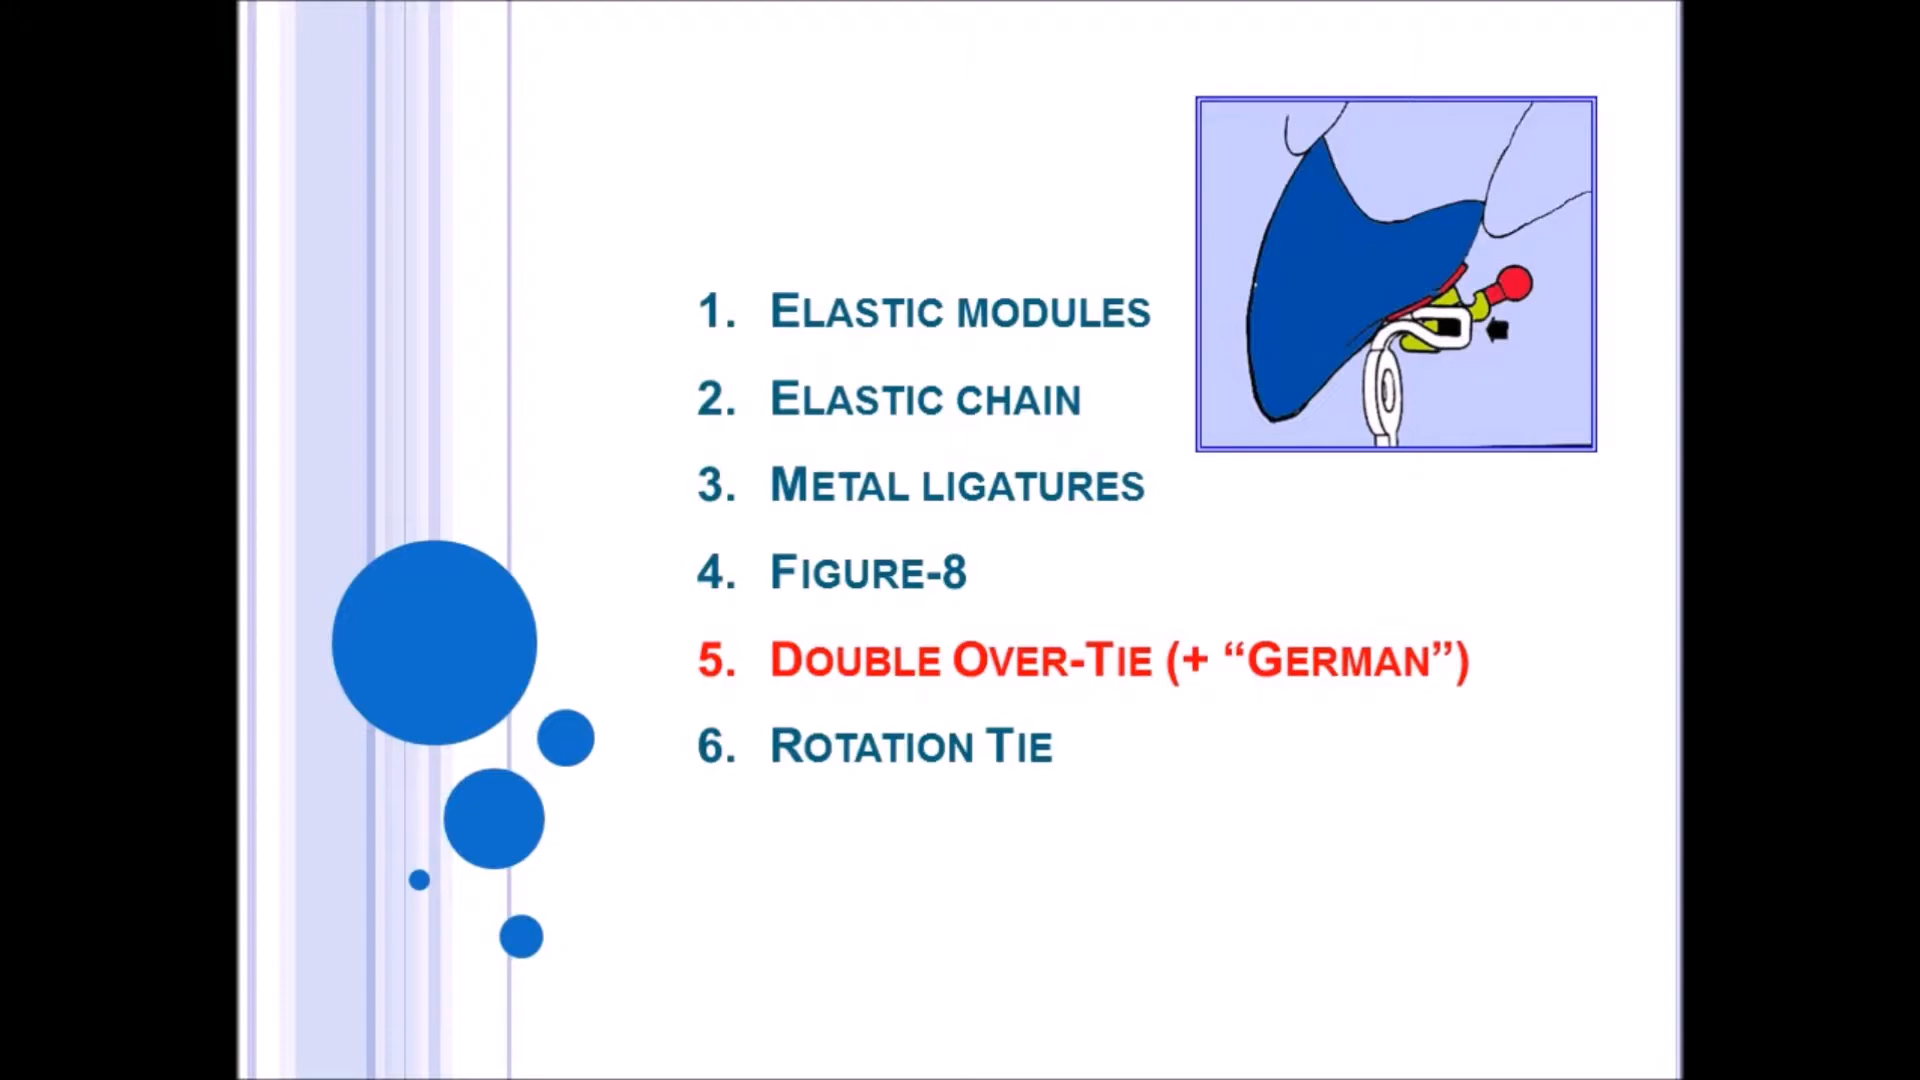 1. ELASTIC MODULES
2. ELASTIC CHAIN
3. METAL LIGATURES
4. FIGURE-8
5. DOUBLE OVER-TIE (+ “GERMAN”)
6. ROTATION TIE